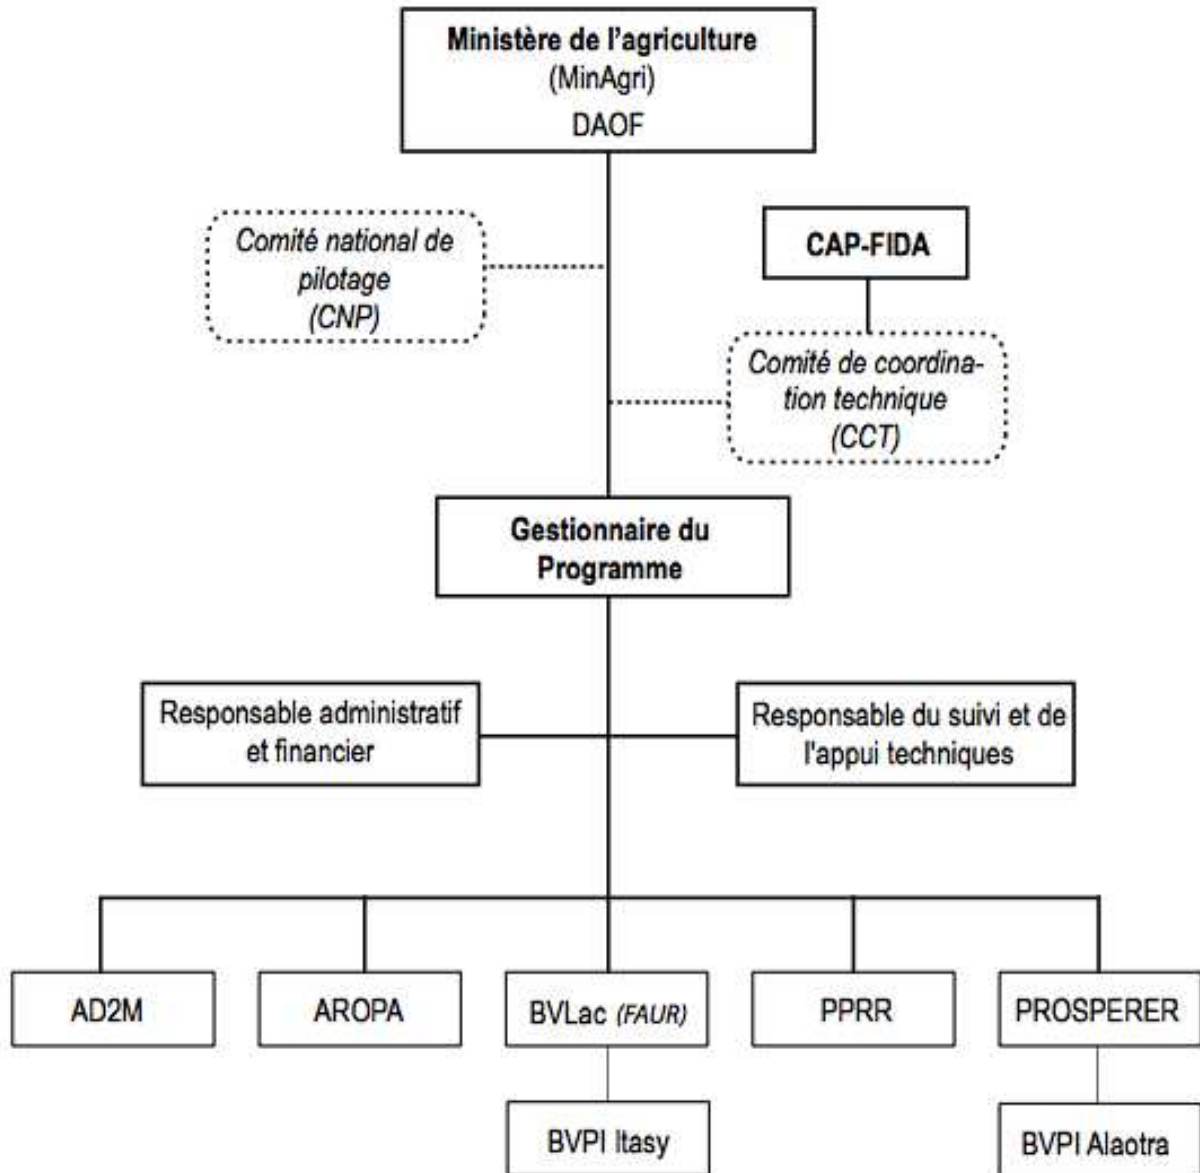 Ministère de l'agriculture
(MinAgri)
DAOF
Comité national de
pilotage
(CNP)
CAP-FIDA
Comité de coordina-
tion technique
(CCT)
Gestionnaire du
Programme
Responsable administratif
et financier
Responsable du suivi et de
l'appui techniques
AD2M
AROPA
BVLac (FAUR)
PPRR
PROSPERER
BVPI Itasy
BVPI Alaotra